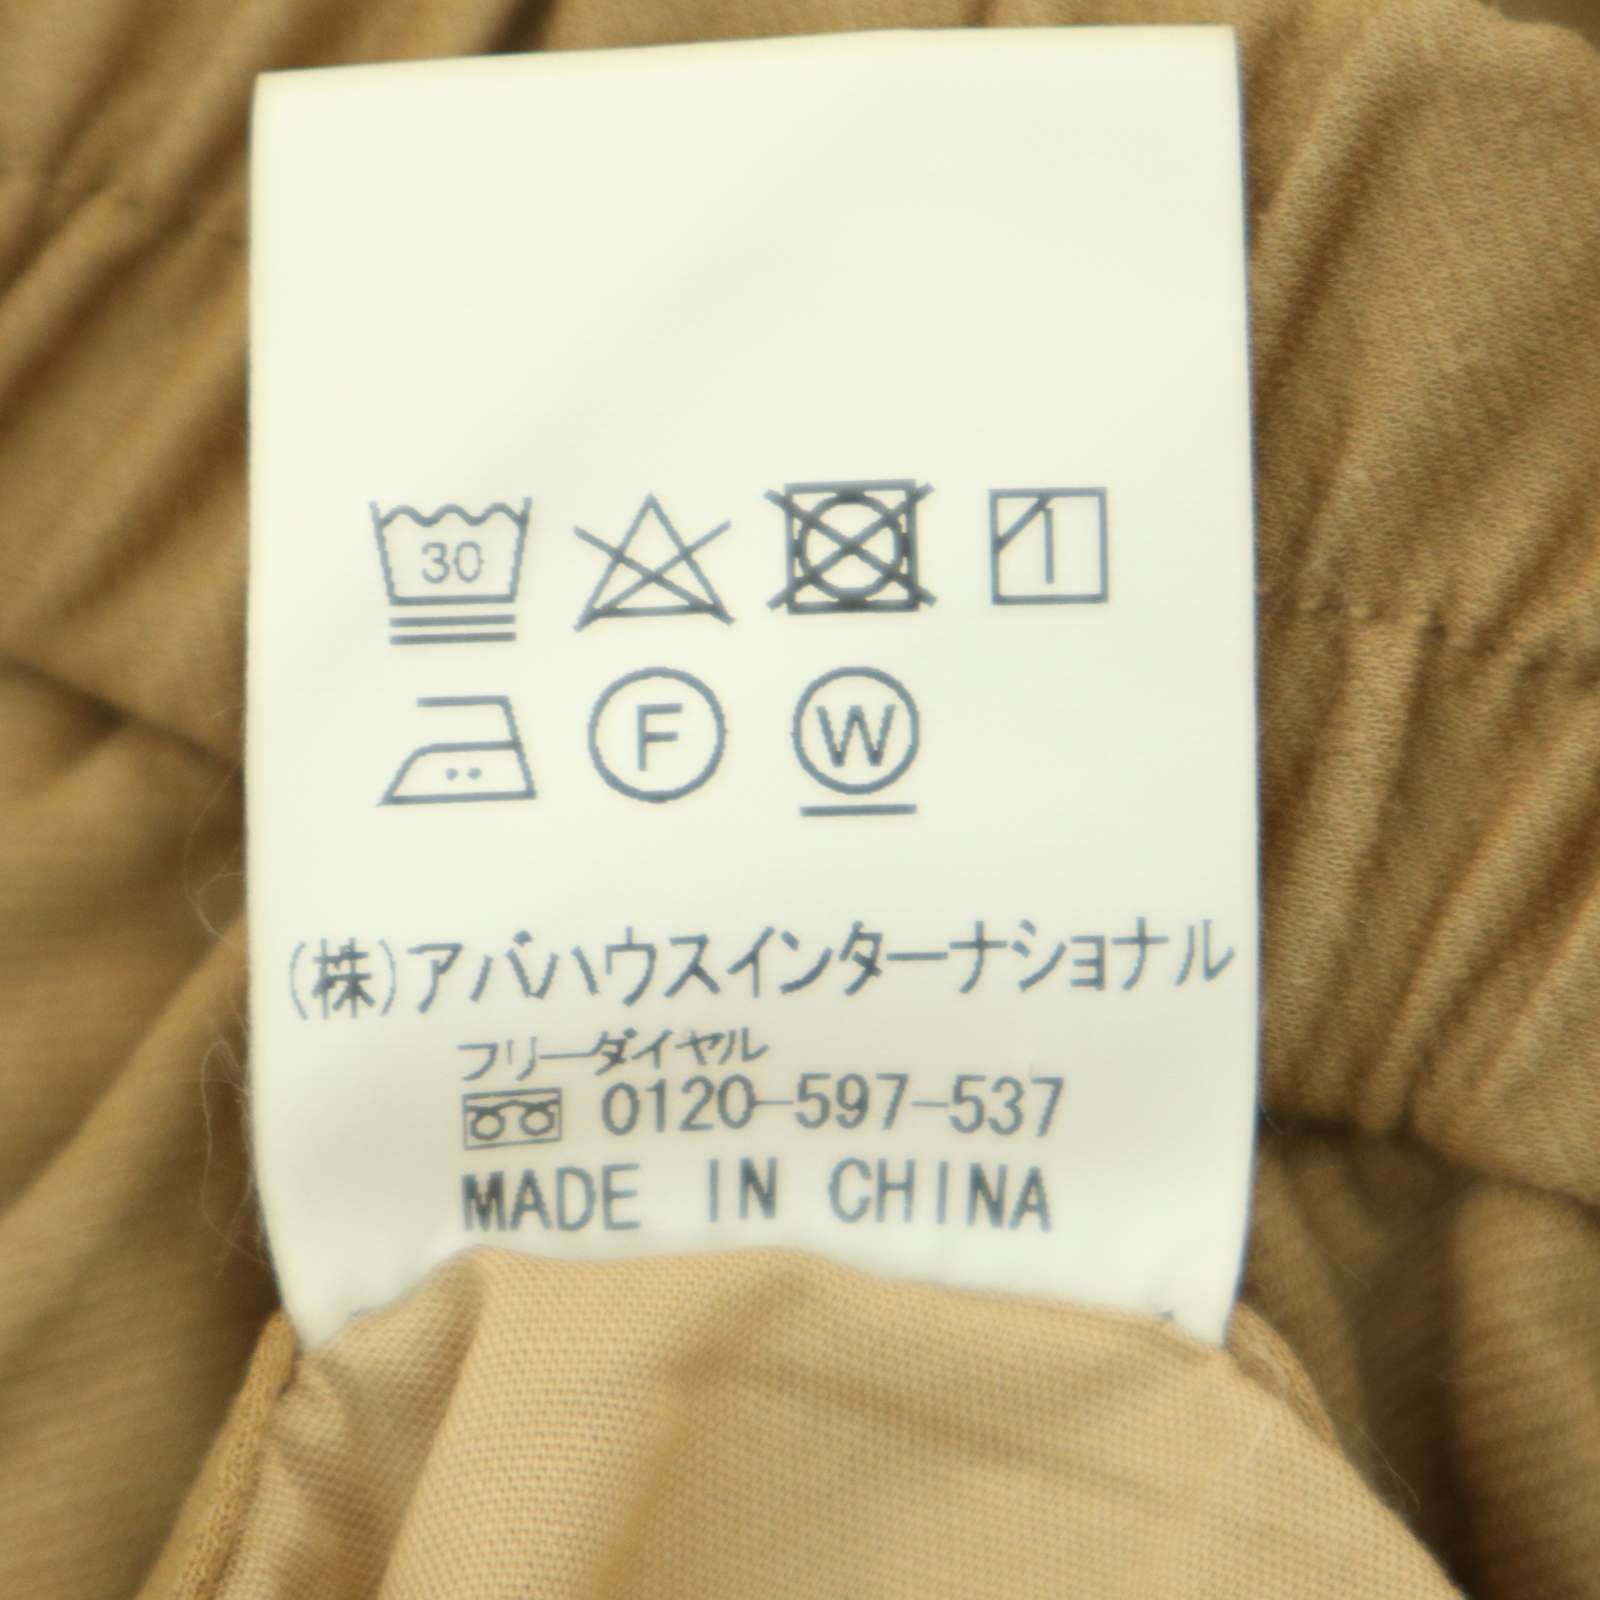 30
F W
(株)アバハウスインターナショナル
フリーダイヤル
0120-597-537
MADE IN CHINA